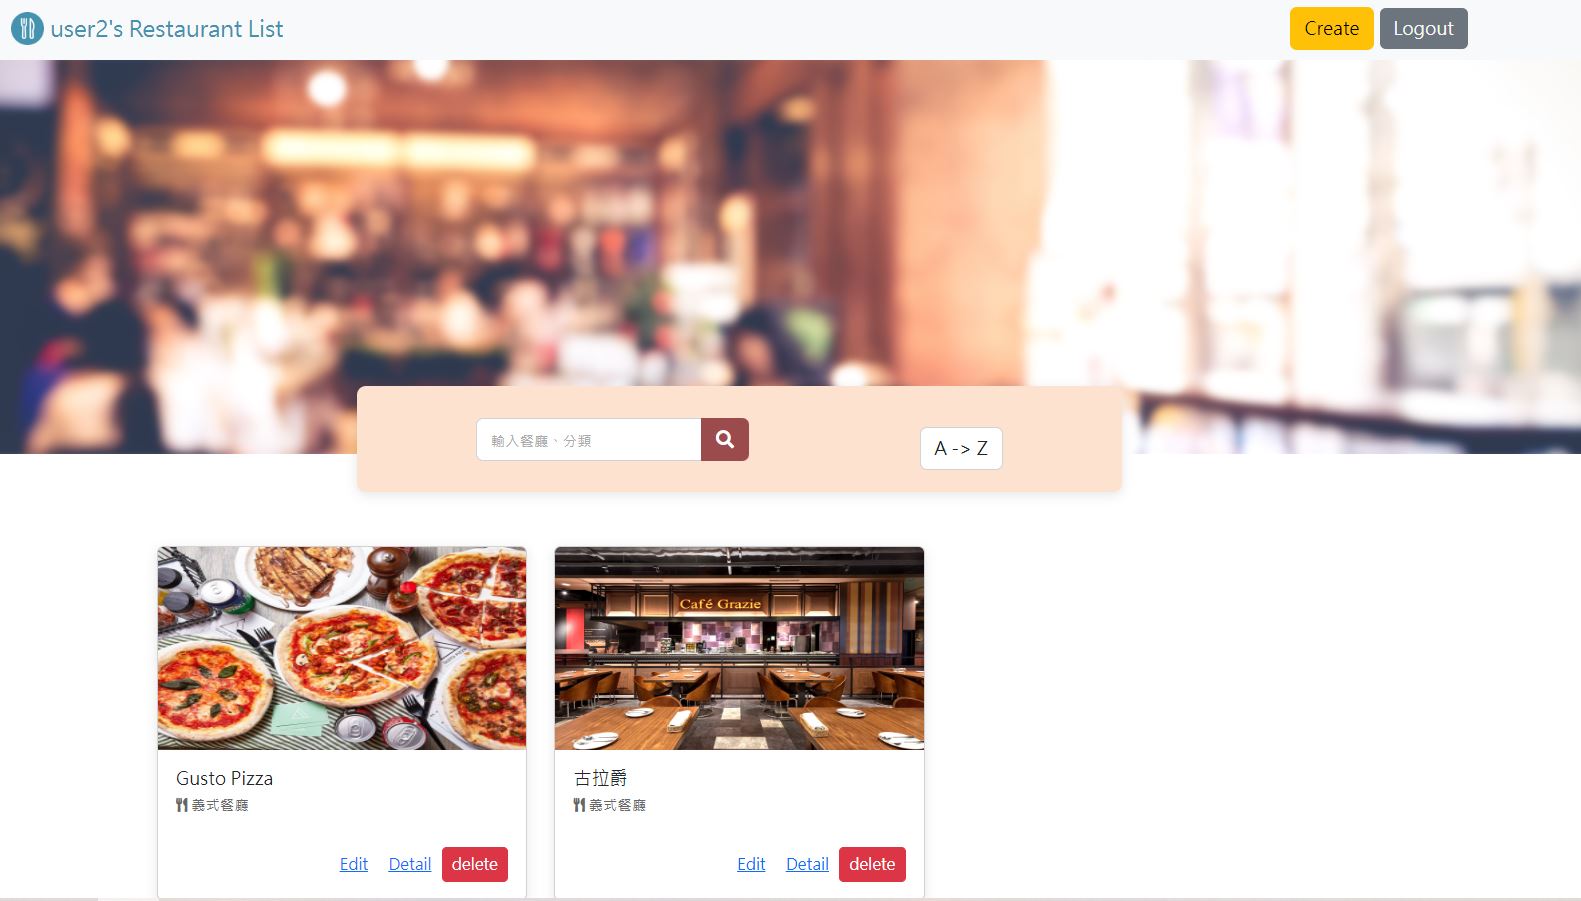 user2's Restaurant List
Create
Logout
輸入餐廳、分類
A -> Z
Café Grazie
Gusto Pizza
義式餐廳
Edit
Detail
delete
古拉爵
義式餐廳
Edit
Detail
delete